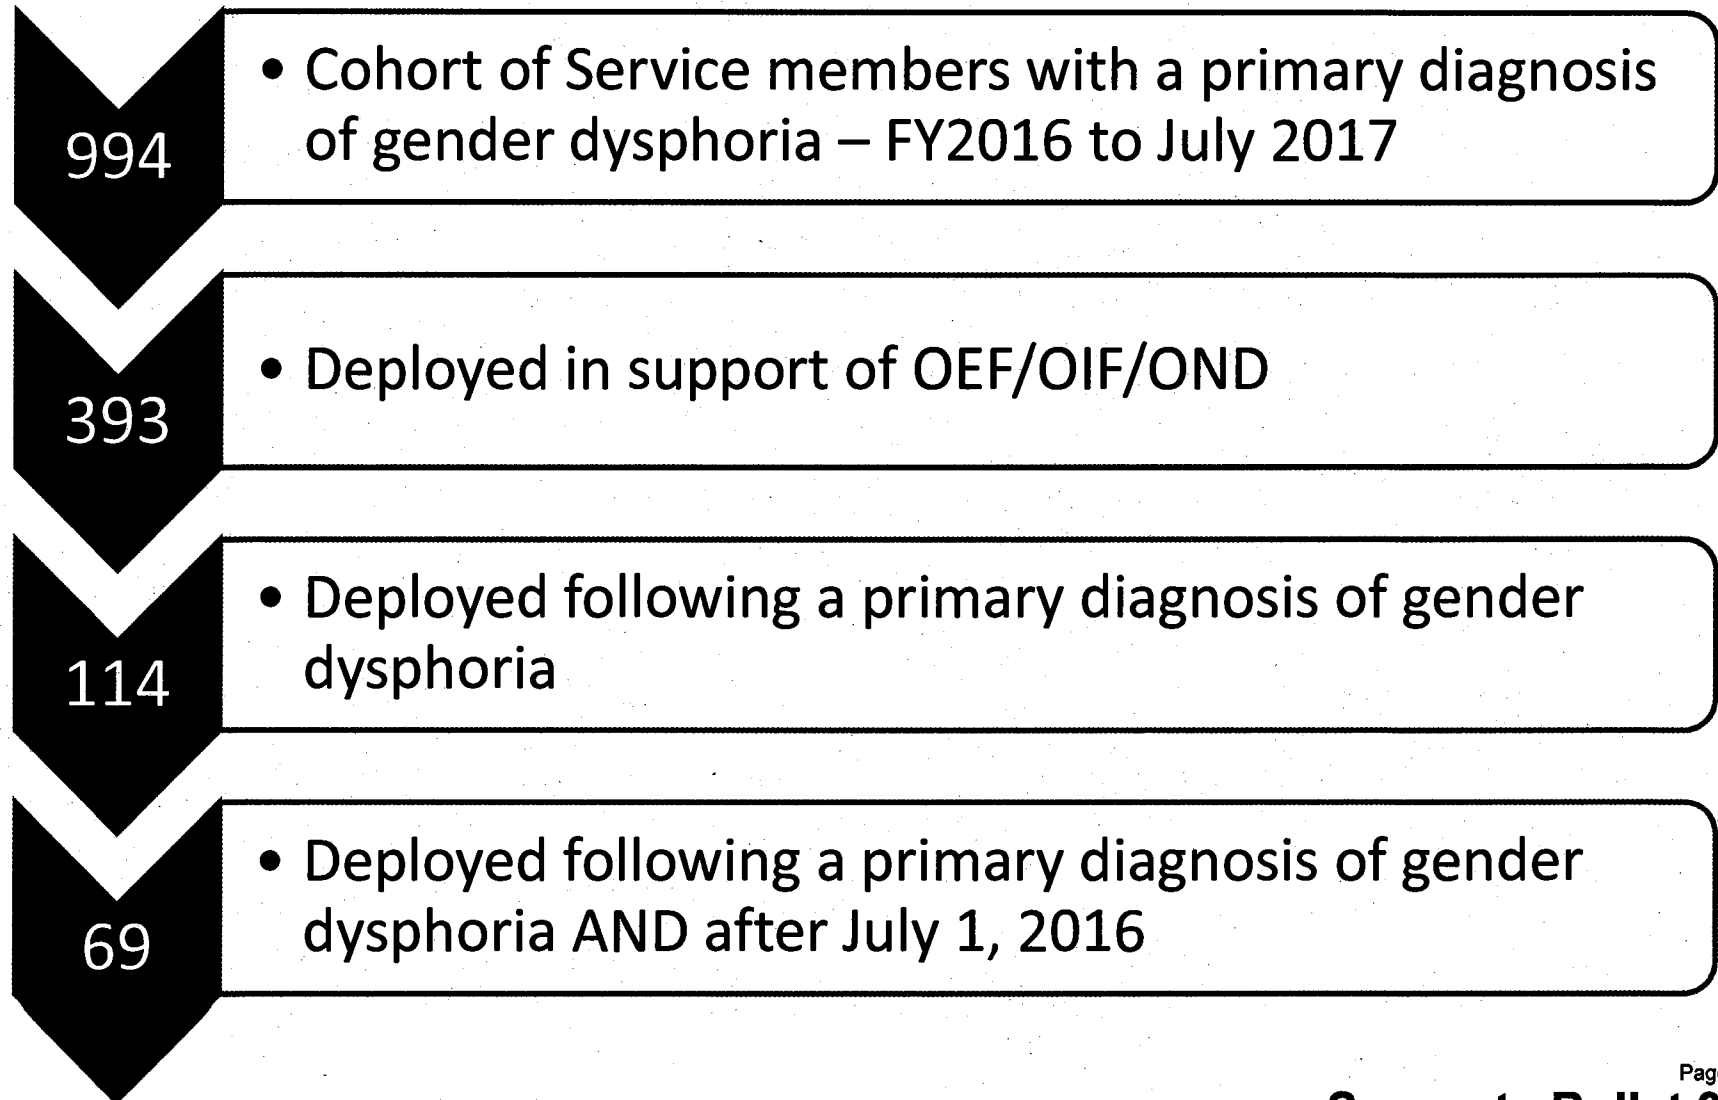 994
• Cohort of Service members with a primary diagnosis
of gender dysphoria – FY2016 to July 2017
393
• Deployed in support of OEF/OIF/OND
114
• Deployed following a primary diagnosis of gender
dysphoria
69
• Deployed following a primary diagnosis of gender
dysphoria AND after July 1, 2016
Pag